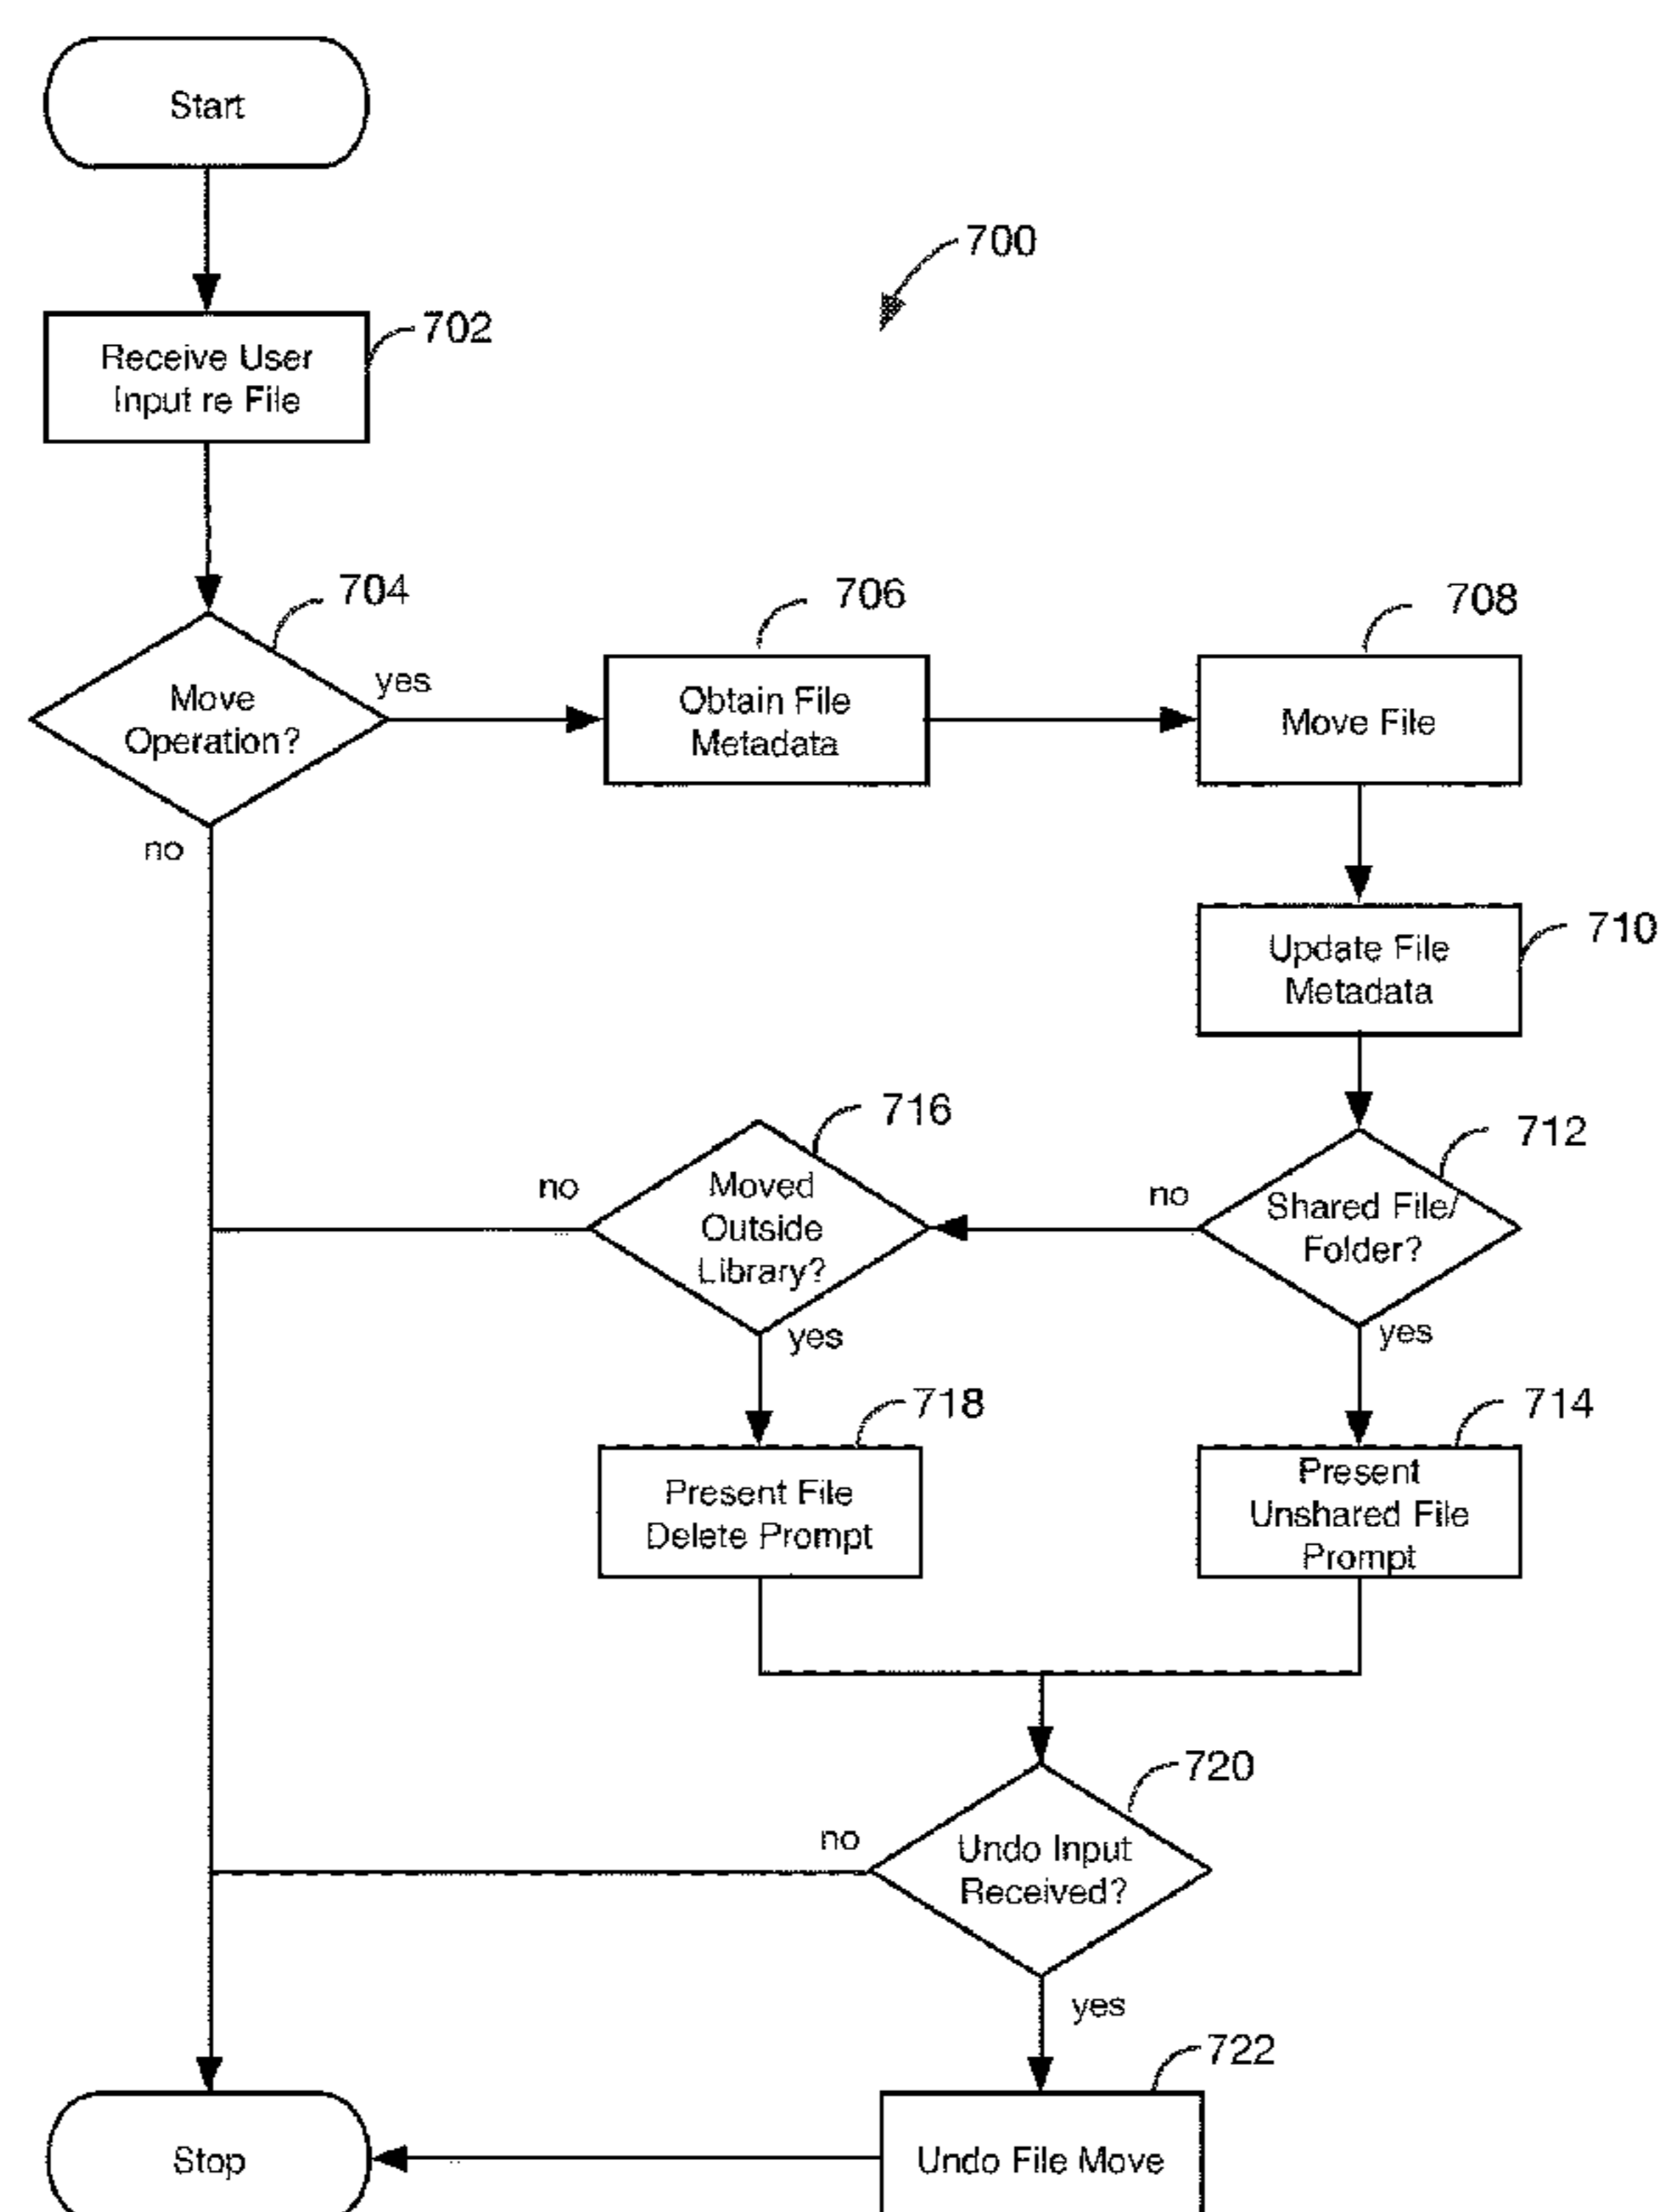 Start
700
702
Receive User
Input re File
704
706
708
Move
Operation?
yes
Obtain File
Metadata
Move File
no
710
Update File
Metadata
716
712
no
Moved
Outside
Library?
no
Shared File/
Folder?
yes
yes
718
714
Present File
Delete Prompt
Present
Unshared File
Prompt
720
no
Undo Input
Received?
yes
722
Stop
Undo File Move